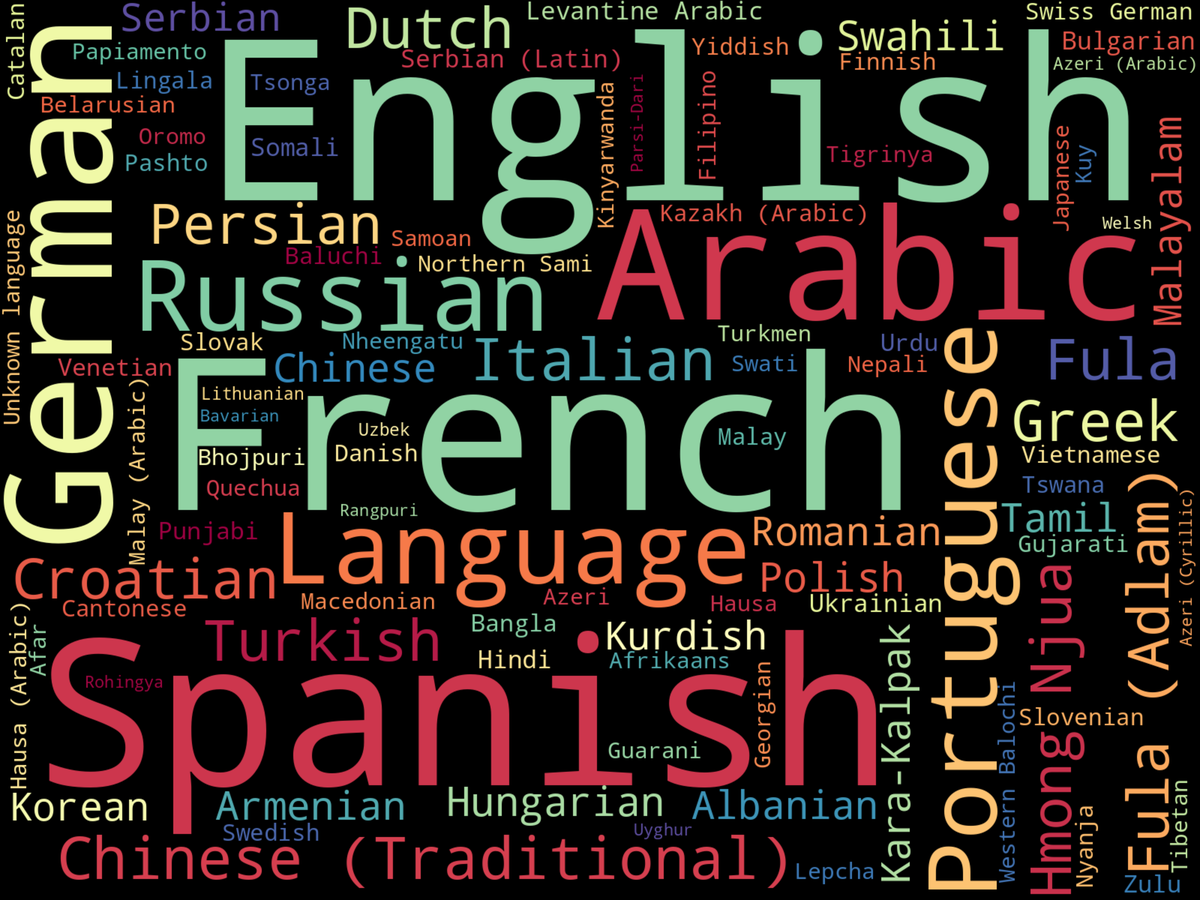 Catalan
Serbian
Dutch
Levantine Arabic
Swiss German
Papiamento
English
Serbian (Latin)
Yiddish
Swahili
Bulgarian
German
Lingala
Tsonga
Finnish
Azeri (Arabic)
Belarusian
Kinyarwanda
Parsi-Dari
Filipino
Oromo
Somali
Tigrinya
Japanese
Kuy
Malayalam
Pashto
Persian
Samoan
Kazakh (Arabic)
Arabic
Welsh
Unknown language
Baluchi
Northern Sami
Russian
Slovak
Nheengatu
Italian
Turkmen
Urdu
Portuguese
Fula
Venetian
Chinese
Swati
Nepali
Malay (Arabic)
French
Lithuanian
Bavarian
Uzbek
Malay
Greek
Bhojpuri
Danish
Vietnamese
Quechua
Tswana
Rangpuri
Punjabi
Language
Romanian
Tamil
Gujarati
Fula (Adlam)
Azeri (Cyrillic)
Croatian
Polish
Hmong Njua
Cantonese
Macedonian
Azeri
Hausa
Ukrainian
Hausa (Arabic)
Afar
Turkish
Bangla
Kurdish
Kara-Kalpak
Hindi
Afrikaans
Spanish
Rohingya
Georgian
Western Balochi
Slovenian
Guarani
Korean
Armenian
Hungarian
Albanian
Swedish
Uyghur
Nyanja
Tibetan
Chinese (Traditional)
Lepcha
Zulu